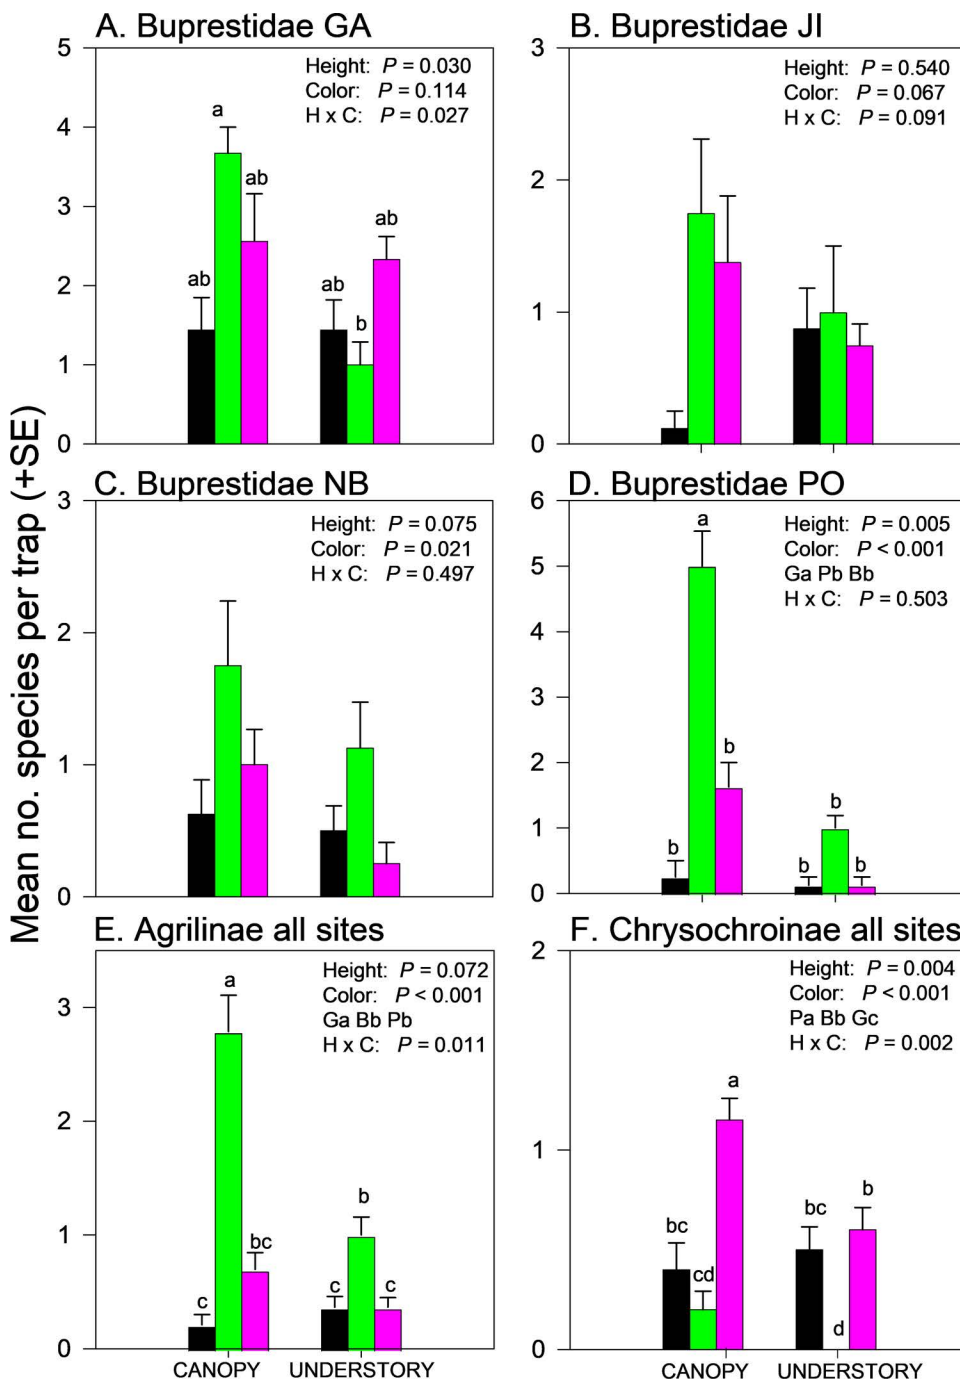 Mean no. species per trap (+SE)
A. Buprestidae GA
5
4
3
2
1
0
Height: P = 0.030
Color: P = 0.114
H x C: P = 0.027
ab
a
ab
ab
b
ab
B. Buprestidae JI
3
2
1
0
Height: P = 0.540
Color: P = 0.067
H x C: P = 0.091
C. Buprestidae NB
3
2
1
0
Height: P = 0.075
Color: P = 0.021
H x C: P = 0.497
D. Buprestidae PO
6
5
4
3
2
1
0
Height: P = 0.005
Color: P < 0.001
Ga Pb Bb
H x C: P = 0.503
b
a
b
b
b
b
E. Agrilinae all sites
3
2
1
0
Height: P = 0.072
Color: P < 0.001
Ga Bb Pb
H x C: P = 0.011
c
a
bc
c
b
c
CANOPY UNDERSTORY
F. Chrysochroinae all sites
2
1
0
Height: P = 0.004
Color: P < 0.001
Pa Bb Gc
H x C: P = 0.002
bc
cd
a
bc
d
b
CANOPY UNDERSTORY